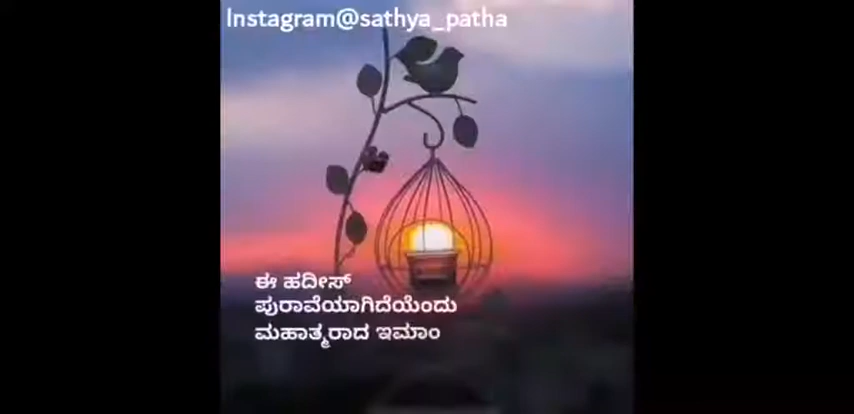 Instagram@sathya_patha
ಈ ಹದೀಸ್
ಪುರಾವೆಯಾಗಿದೆಯೆಂದು
ಮಹಾತ್ಮರಾದ ಇಮಾಂ